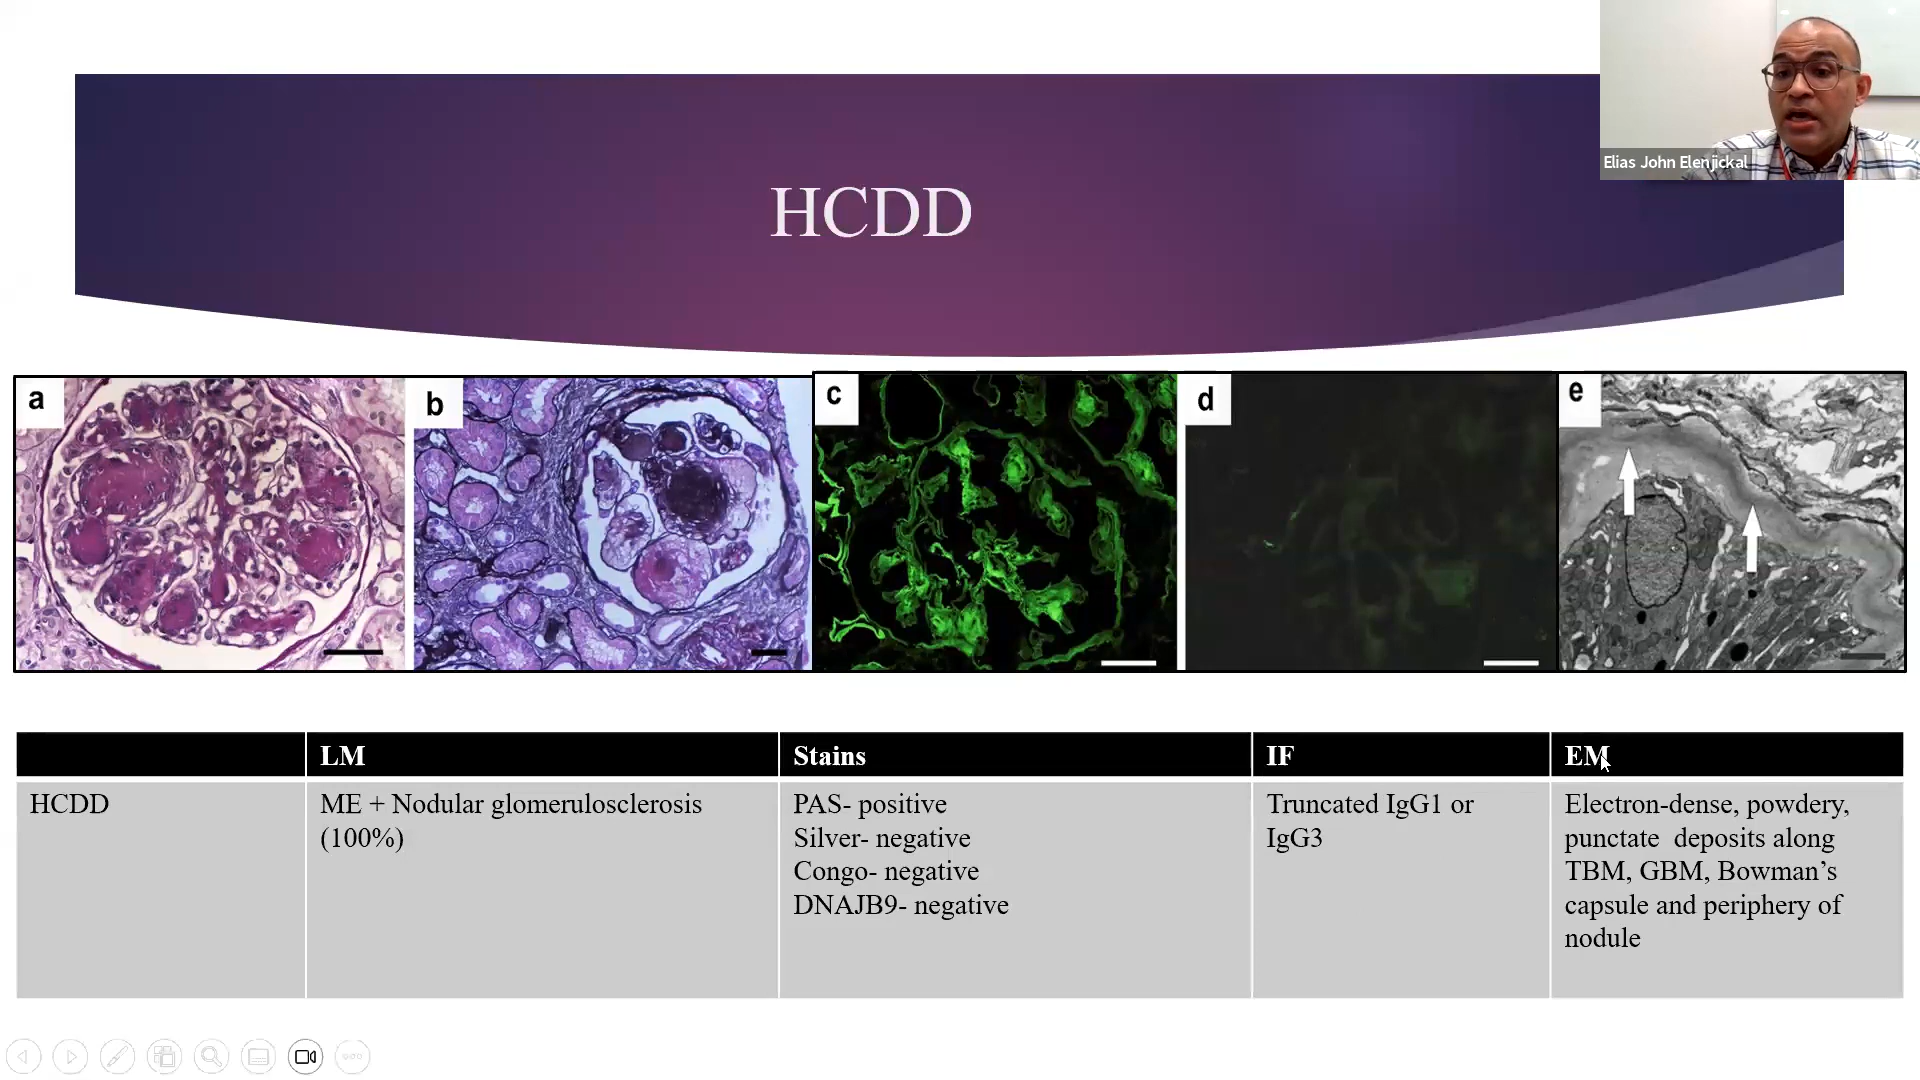 Elias John Elenjickal
HCDD
a
b
c
d
e
LM
Stains
IF
EM
HCDD
ME + Nodular glomerulosclerosis
(100%)
PAS- positive
Silver- negative
Congo- negative
DNAJB9- negative
Truncated IgG1 or
IgG3
Electron-dense, powdery,
punctate deposits along
TBM, GBM, Bowman’s
capsule and periphery of
nodule